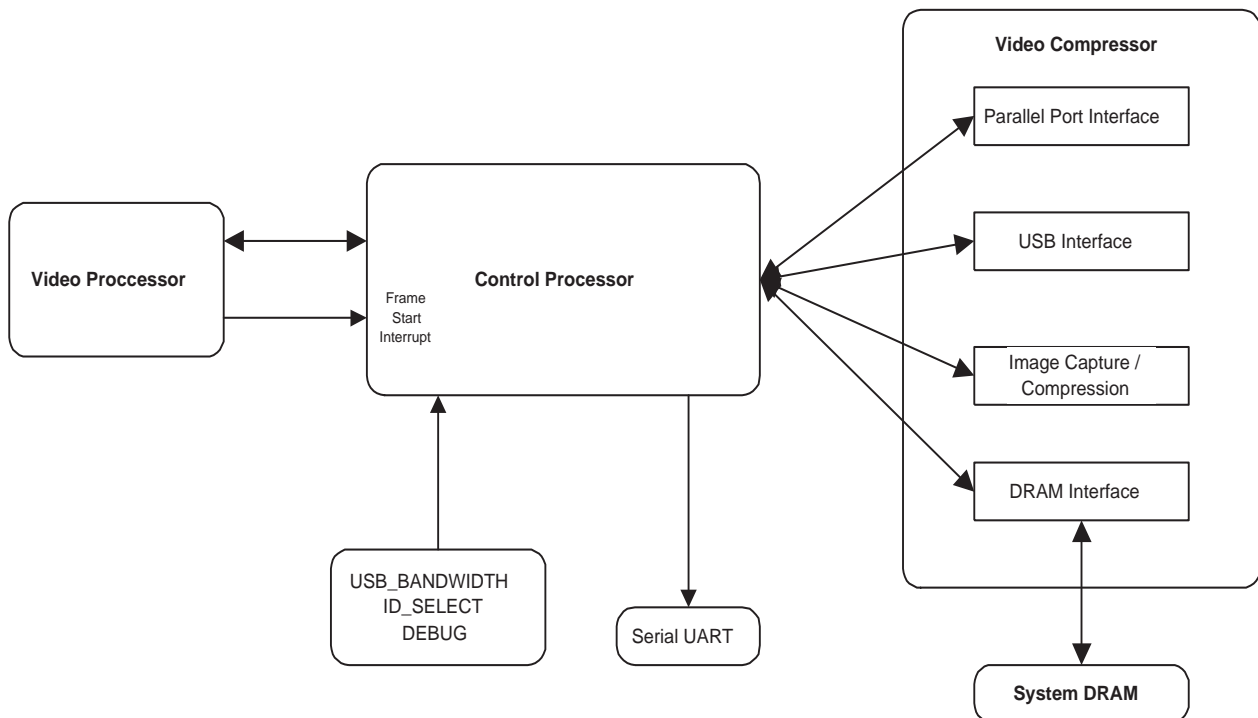 Video Compressor
Parallel Port Interface
USB Interface
Video Proccessor
Control Processor
Frame
Start
Interrupt
Image Capture /
Compression
DRAM Interface
USB_BANDWIDTH
ID_SELECT
DEBUG
Serial UART
System DRAM